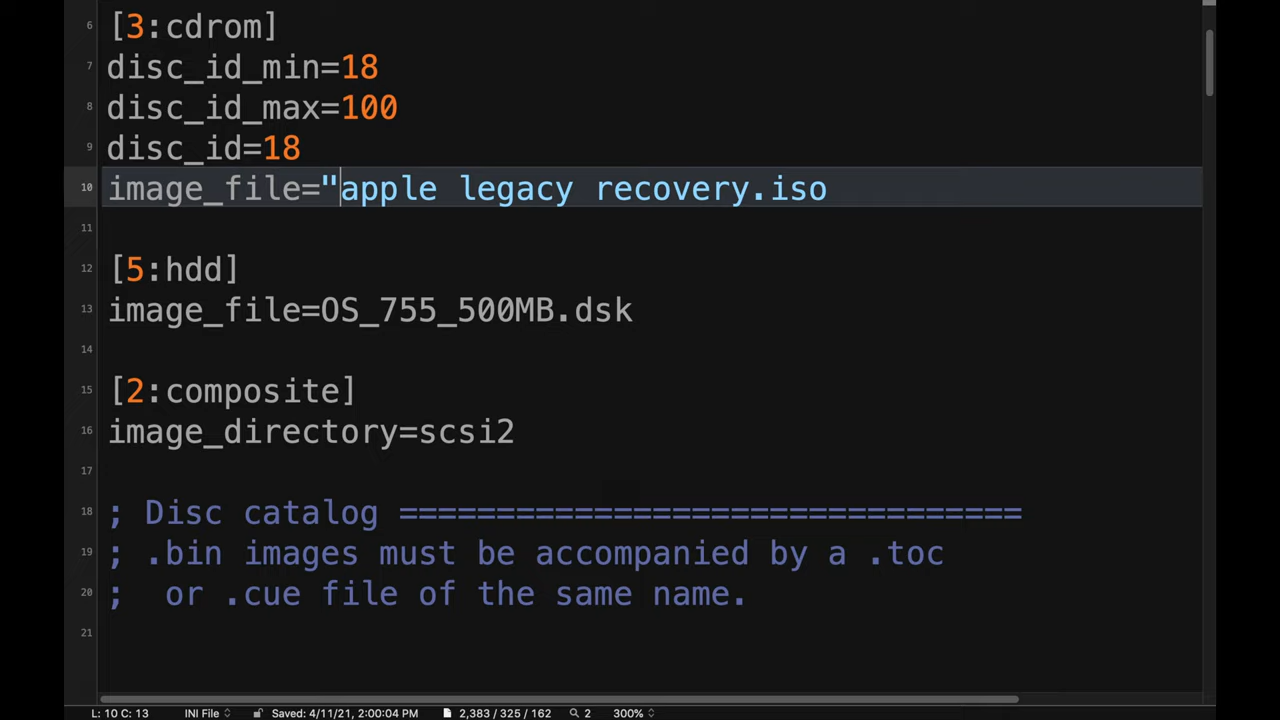 6 [3:cdrom]
7 disc_id_min=18
8 disc_id_max=100
9 disc_id=18
10 image_file="apple legacy recovery.iso
11
12 [5:hdd]
13 image_file=OS_755_500MB.dsk
14
15 [2:composite]
16 image_directory=scsi2
17
18 ; Disc catalog ================================
19 ; .bin images must be accompanied by a .toc
20 ;  or .cue file of the same name.
21
L: 10 C: 13 INI File Saved: 4/11/21, 2:00:04 PM 2,383 / 325 / 162 2 300%